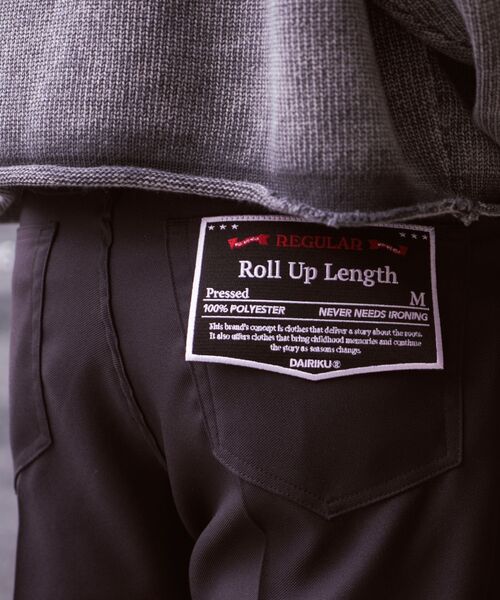 REGULAR
Roll Up Length
Pressed M
100% POLYESTER NEVER NEEDS IRONING
This brand's concept is clothes that deliver a story about the roots.
It also offers clothes that bring childhood memories and continue
the story as seasons change.
DAIRIKU®